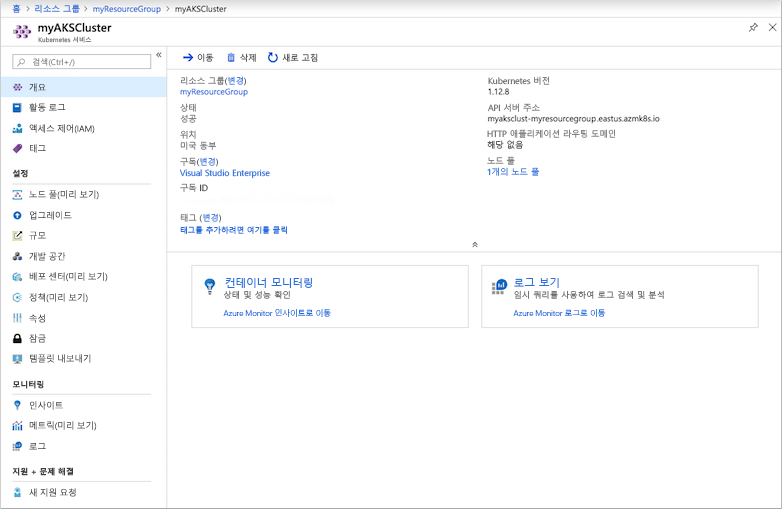 홈 > 리소스 그룹 > myResourceGroup > myAKSCluster
myAKSCluster
Kubernetes 서비스
검색(Ctrl+/)
개요
활동 로그
액세스 제어(IAM)
태그
설정
노드 풀(미리 보기)
업그레이드
규모
개발 공간
배포 센터(미리 보기)
정책(미리 보기)
속성
잠금
템플릿 내보내기
모니터링
인사이트
메트릭(미리 보기)
로그
지원 + 문제 해결
새 지원 요청
이동 삭제 새로 고침
리소스 그룹(변경)
myResourceGroup
상태
성공
위치
미국 동부
구독(변경)
Visual Studio Enterprise
구독 ID
태그 (변경)
태그를 추가하려면 여기를 클릭
Kubernetes 버전
1.12.8
API 서버 주소
myaksclust-myresourcegroup.eastus.azmk8s.io
HTTP 애플리케이션 라우팅 도메인
해당 없음
노드 풀
1개의 노드 풀
컨테이너 모니터링
상태 및 성능 확인
Azure Monitor 인사이트로 이동
로그 보기
임시 쿼리를 사용하여 로그 검색 및 분석
Azure Monitor 로그로 이동